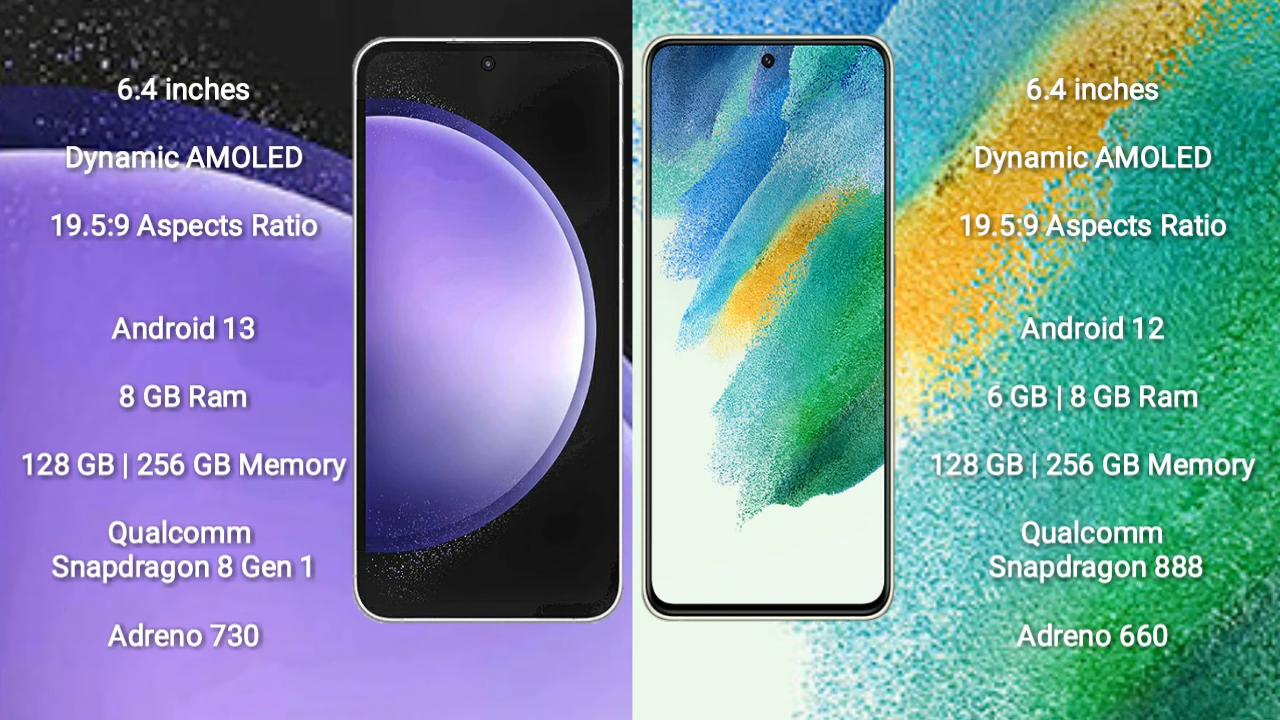 6.4 inches
Dynamic AMOLED
19.5:9 Aspects Ratio
Android 13
8 GB Ram
128 GB | 256 GB Memory
Qualcomm
Snapdragon 8 Gen 1
Adreno 730
6.4 inches
Dynamic AMOLED
19.5:9 Aspects Ratio
Android 12
6 GB | 8 GB Ram
128 GB | 256 GB Memory
Qualcomm
Snapdragon 888
Adreno 660